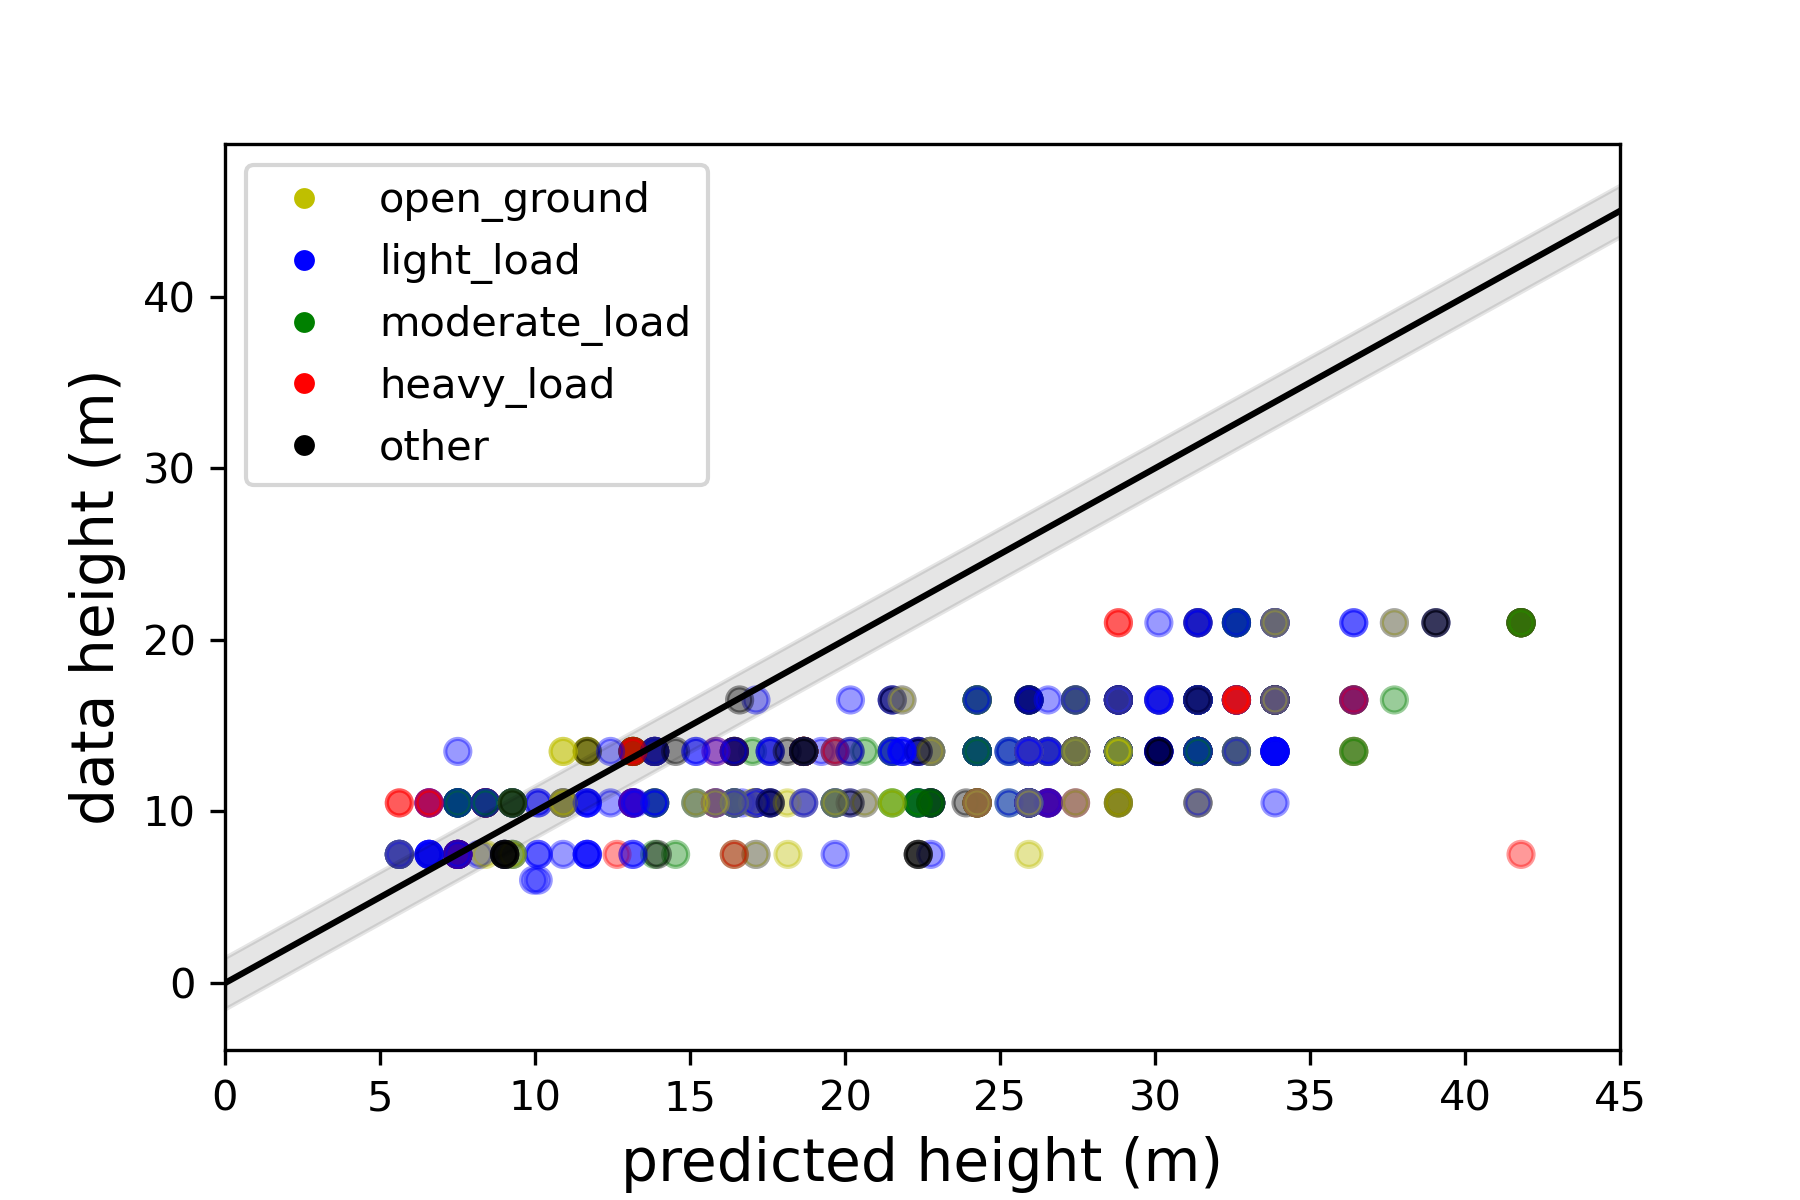 open_ground
light_load
moderate_load
heavy_load
other
data height (m)
40
30
20
10
0
0 5 10 15 20 25 30 35 40 45
predicted height (m)